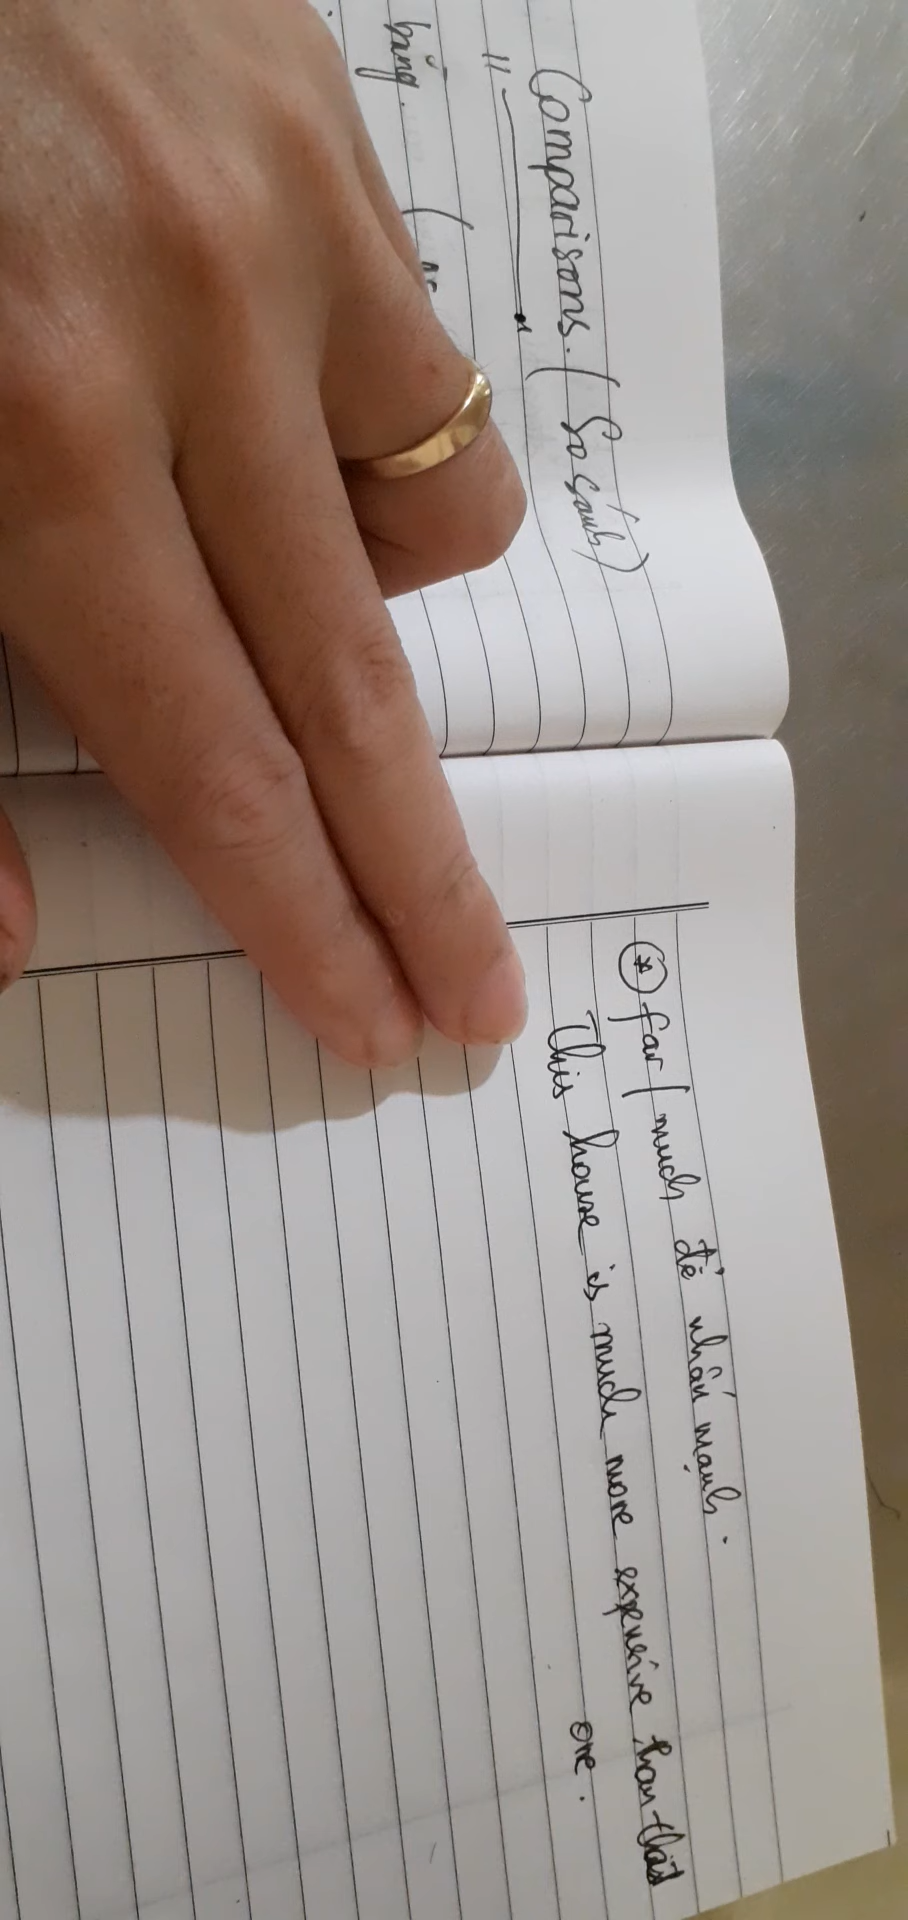 Comparisons. (So sánh)
bằng. (
(*) far / much để nhấn mạnh.
This house is much more expensive than that
one.